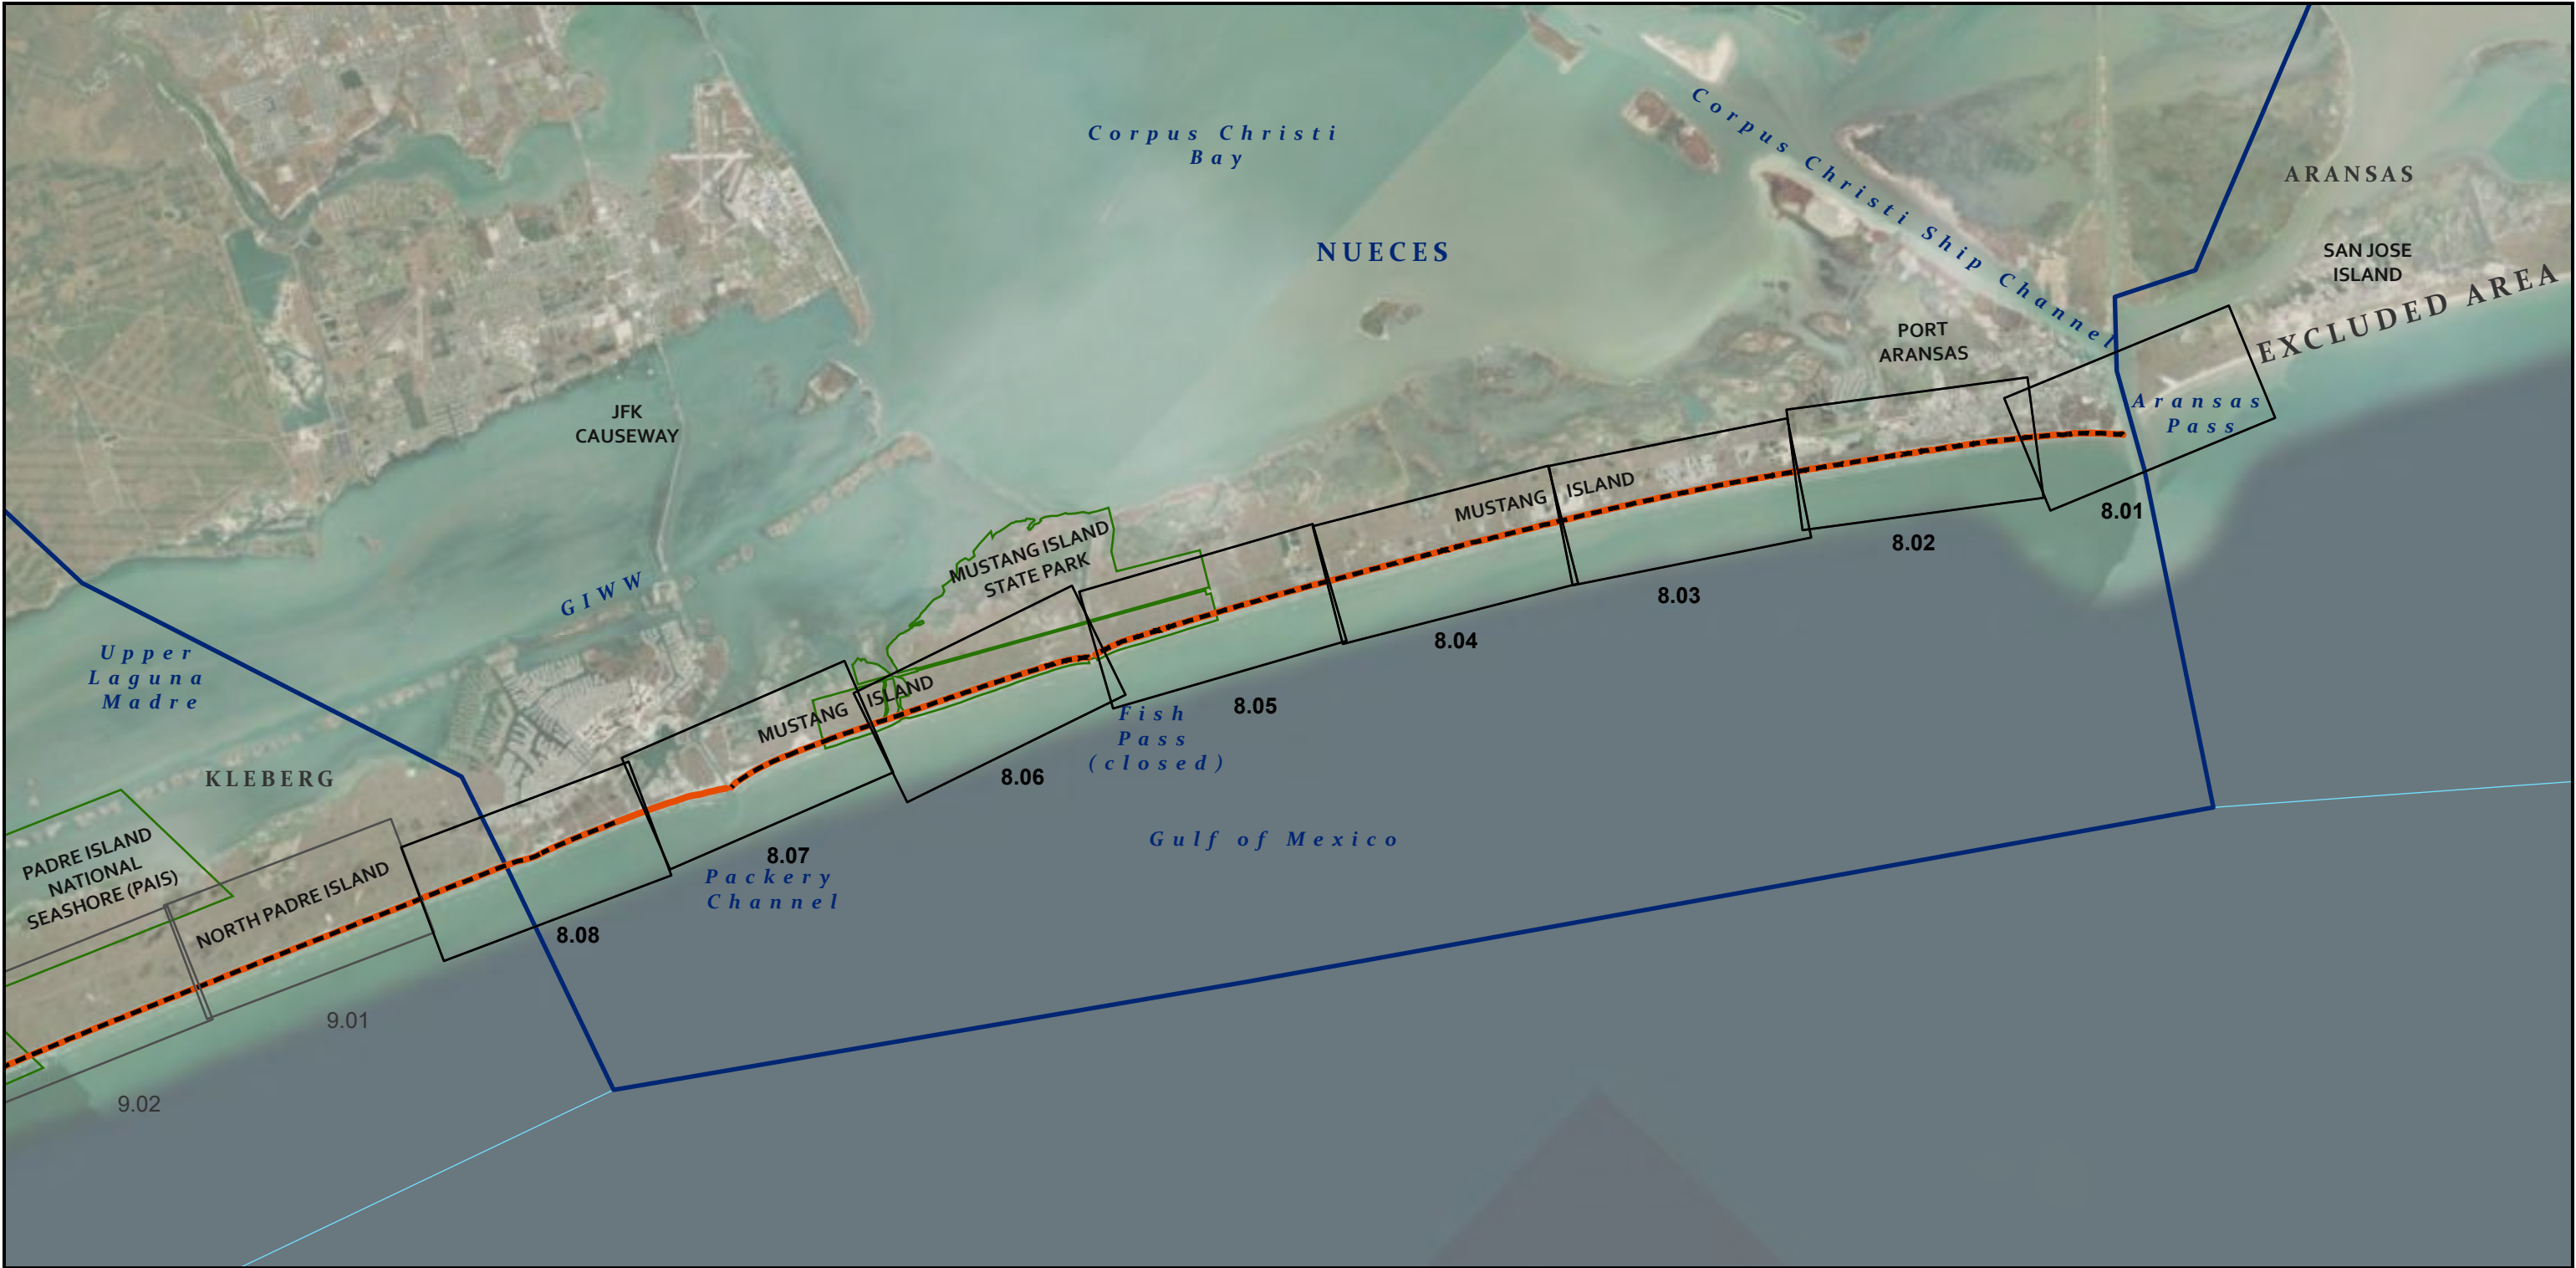 Corpus Christi
Bay
Corpus Christi Ship Channel
NUECES
ARANSAS
SAN JOSE
ISLAND
EXCLUDED AREA
PORT
ARANSAS
Aransas
Pass
JFK
CAUSEWAY
MUSTANG ISLAND
8.01
8.02
8.03
8.04
MUSTANG ISLAND
STATE PARK
GIWW
Upper
Laguna
Madre
MUSTANG ISLAND
8.05
Fish
Pass
(closed)
8.06
KLEBERG
8.07
Packery
Channel
Gulf of Mexico
PADRE ISLAND
NATIONAL
SEASHORE (PAIS)
NORTH PADRE ISLAND
8.08
9.01
9.02